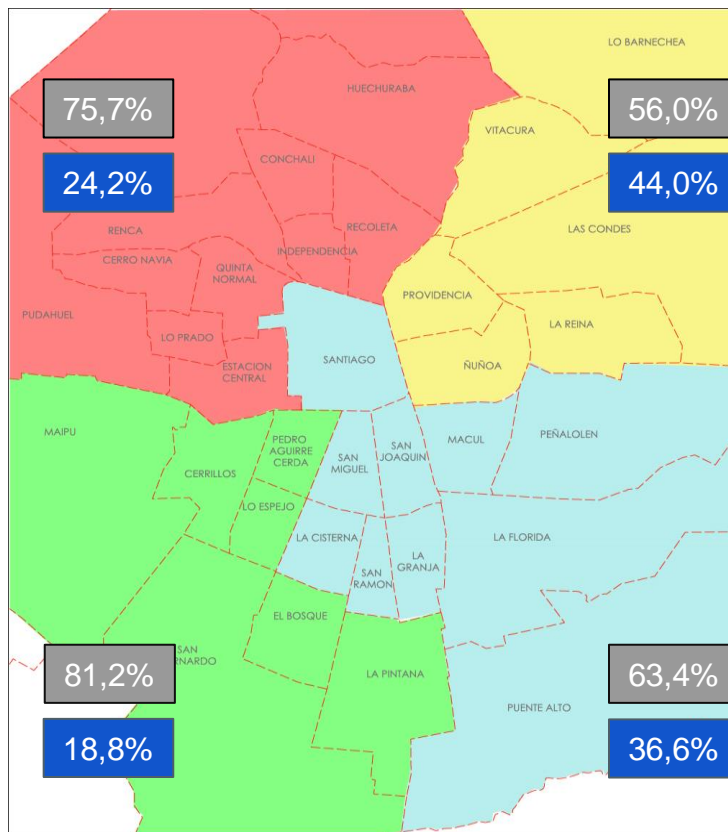 LO BARNECHEA
HUECHURABA
75,7%
56,0%
VITACURA
CONCHALI
24,2%
44,0%
RECOLETA
LAS CONDES
RENCA
INDEPENDENCIA
CERRO NAVIA
QUINTA
NORMAL
PROVIDENCIA
PUDAHUEL
LA REINA
LO PRADO
SANTIAGO
ÑUÑOA
ESTACION
CENTRAL
MAIPU
PEDRO
AGUIRRE
CERDA
SAN
MIGUEL
SAN
JOAQUIN
MACUL
PEÑALOLEN
CERRILLOS
LO ESPEJO
LA CISTERNA
LA FLORIDA
LA
GRANJA
SAN
RAMON
EL BOSQUE
SAN
RNARDO
81,2%
LA PINTANA
63,4%
PUENTE ALTO
18,8%
36,6%